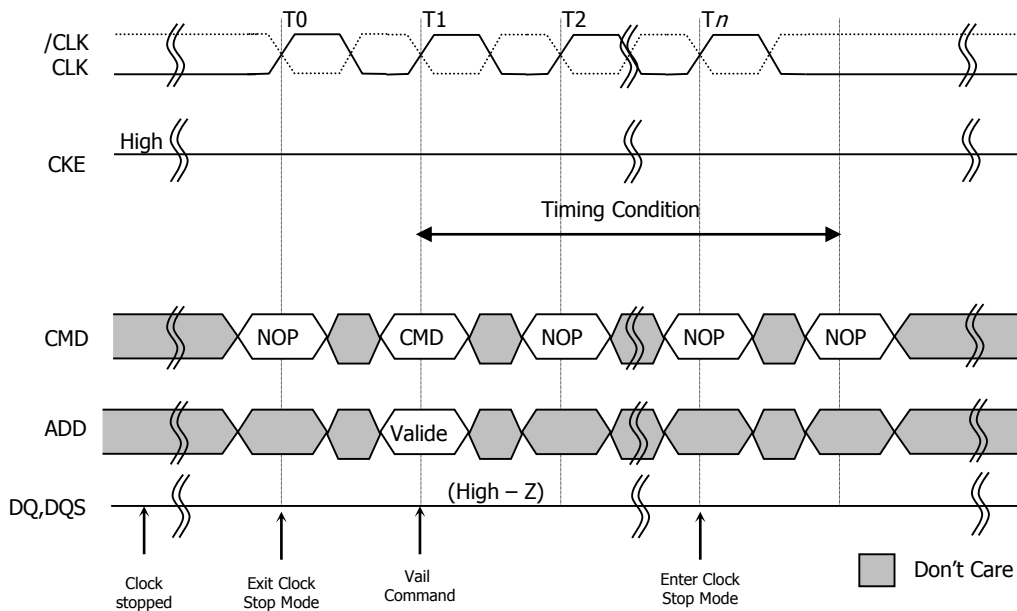 T0 T1 T2 Tn
/CLK
CLK
High
CKE
Timing Condition
CMD NOP CMD NOP NOP NOP
ADD Valide
(High – Z)
DQ,DQS
Clock
stopped
Exit Clock
Stop Mode
Vail
Command
Enter Clock
Stop Mode
Don't Care